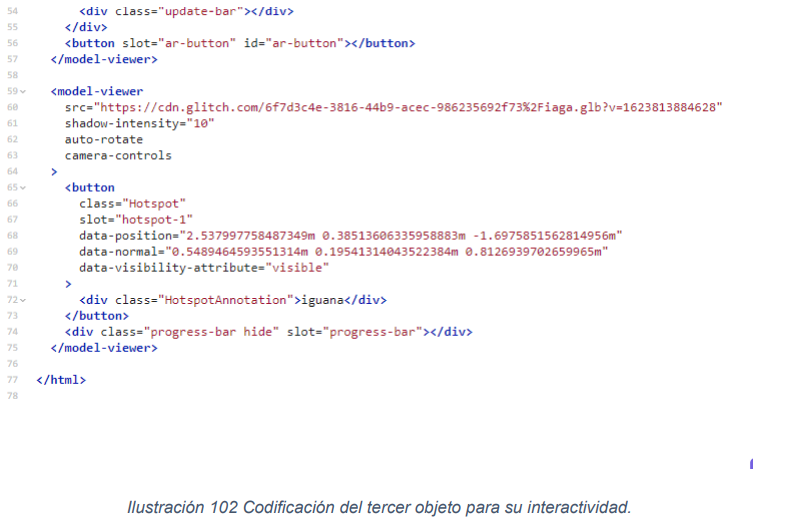 54 <div class="update-bar"></div>
55 </div>
56 <button slot="ar-button" id="ar-button"></button>
57 </model-viewer>
58
59 <model-viewer
60 src="https://cdn.glitch.com/6f7d3c4e-3816-44b9-acec-986235692f73%2Fiaga.glb?v=1623813884628"
61 shadow-intensity="10"
62 auto-rotate
63 camera-controls
64 >
65 <button
66 class="Hotspot"
67 slot="hotspot-1"
68 data-position="2.537997758487349m 0.38513606335958883m -1.6975851562814956m"
69 data-normal="0.5489464593551314m 0.19541314043522384m 0.8126939702659965m"
70 data-visibility-attribute="visible"
71 >
72 <div class="HotspotAnnotation">iguana</div>
73 </button>
74 <div class="progress-bar hide" slot="progress-bar"></div>
75 </model-viewer>
76
77 </html>
78
Ilustración 102 Codificación del tercer objeto para su interactividad.